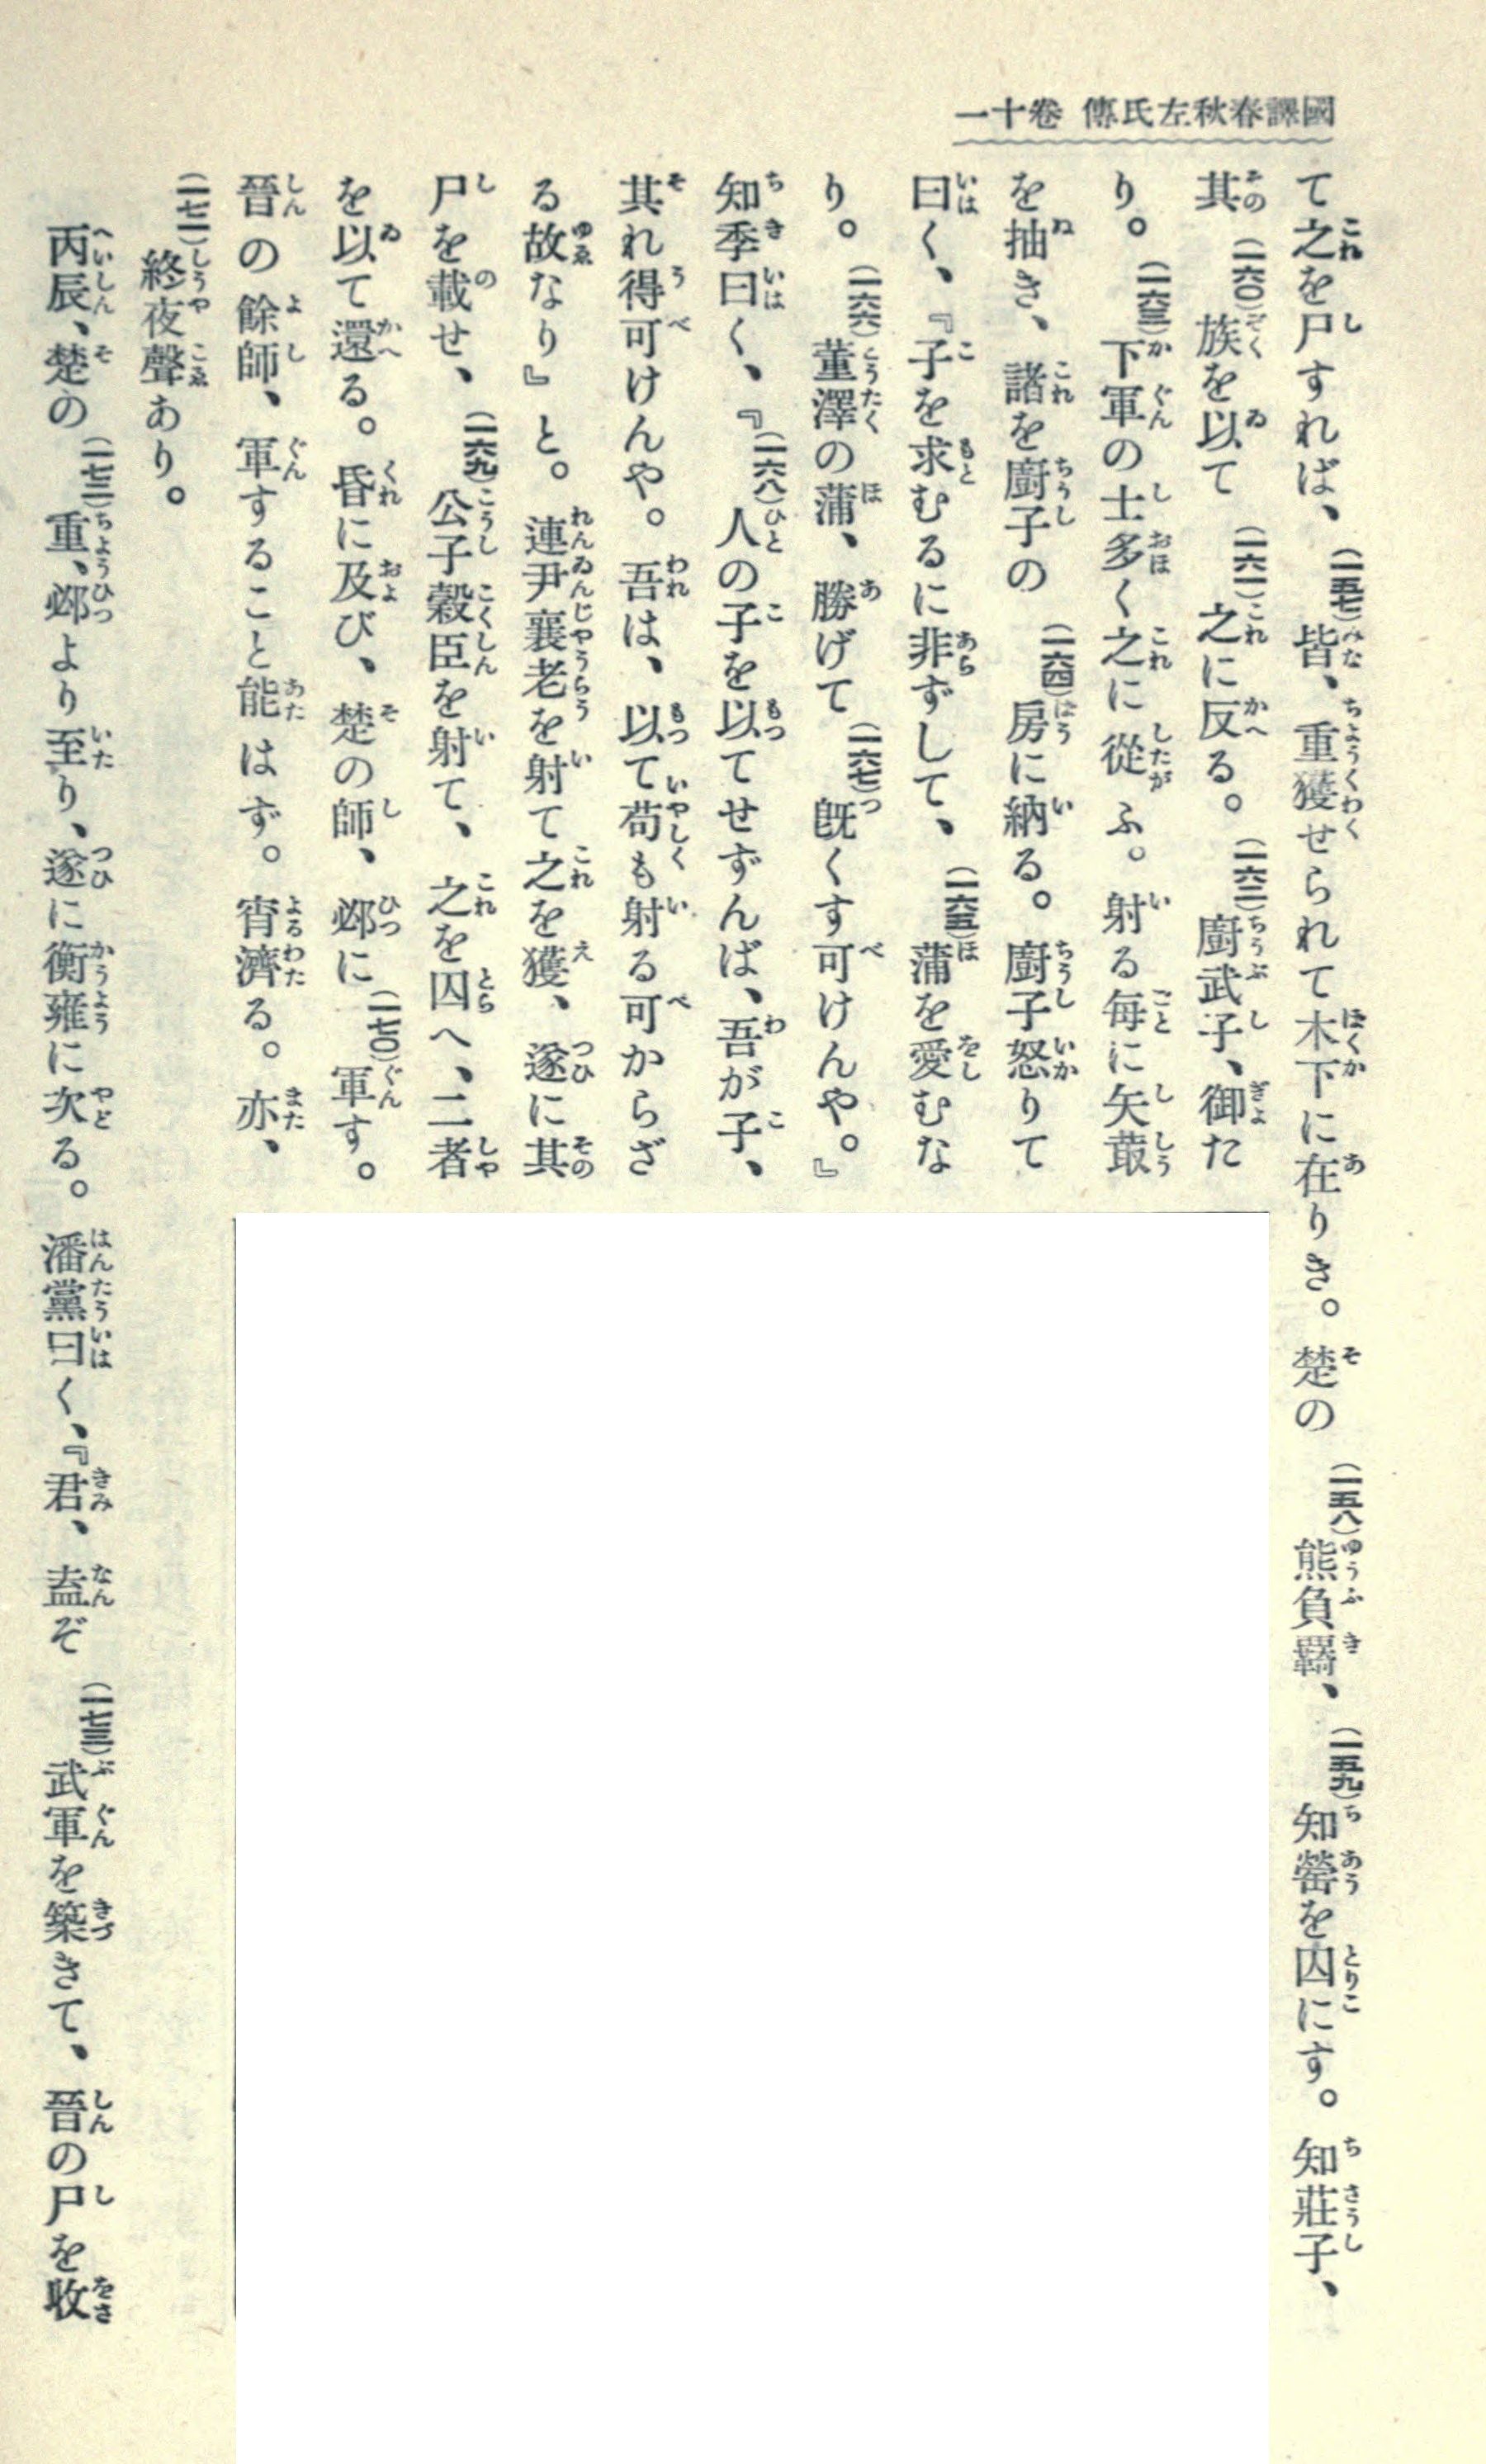 國譯春秋左氏傳 卷十一
て之を尸すれば、(一五七)皆、重獲せられて木下に在りき。楚の(一五八)熊負羈、(一五九)知罃を囚にす。知莊子、
其(一六〇)族を以て(一六一)之に反る。(一六二)廚武子、御た
り。(一六三)下軍の士多く之に從ふ。射る每に矢菆
を抽き、諸を廚子の(一六四)房に納る。廚子怒りて
曰く、『子を求むるに非ずして、(一六五)蒲を愛むな
り。(一六六)董澤の蒲、勝げて(一六七)既くす可けんや。』
知季曰く、『(一六八)人の子を以てせずんば、吾が子、
其れ得可けんや。吾は、以て苟も射る可からざ
る故なり』と。連尹襄老を射て之を獲、遂に其
尸を載せ、(一六九)公子穀臣を射て、之を囚へ、二者
を以て還る。昏に及び、楚の師、邲に(一七〇)軍す。
晉の餘師、軍すること能はず。宵濟る。亦、
(一七一)終夜聲あり。
丙辰、楚の(一七二)重、邲より至り、遂に衡雍に次る。潘黨曰く、『君、盍ぞ(一七三)武軍を築きて、晉の尸を收